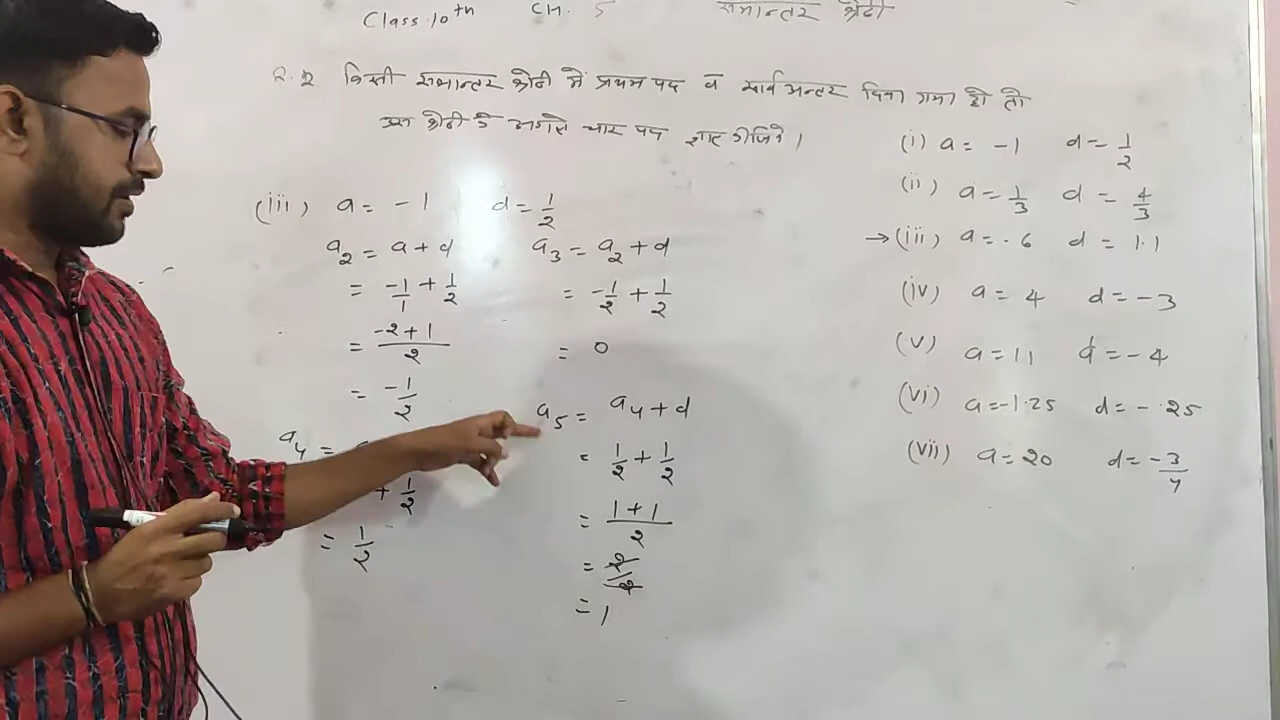 Class:10th CH. 5 समान्तर श्रेढी
Q. 2 किसी समान्तर श्रेढी में प्रथम पद व सार्वअन्तर दिया गया हो तो
उस श्रेढी के अगले चार पद ज्ञात कीजिये।
(iii) a = -1 d = 1/2
a2 = a + d
= -1/1 + 1/2
= -2+1/2
= -1/2
a3 = a2 + d
= -1/2 + 1/2
= 0
a4 =
+ 1/2
= 1/2
a5 = a4 + d
= 1/2 + 1/2
= 1+1/2
= 2/2
= 1
(i) a = -1 d = 1/2
(ii) a = 1/3 d = 4/3
→(iii) a = .6 d = 1.1
(iv) a = 4 d = -3
(v) a = 11 d = -4
(vi) a = -1.25 d = -.25
(vii) a = 20 d = -3/4